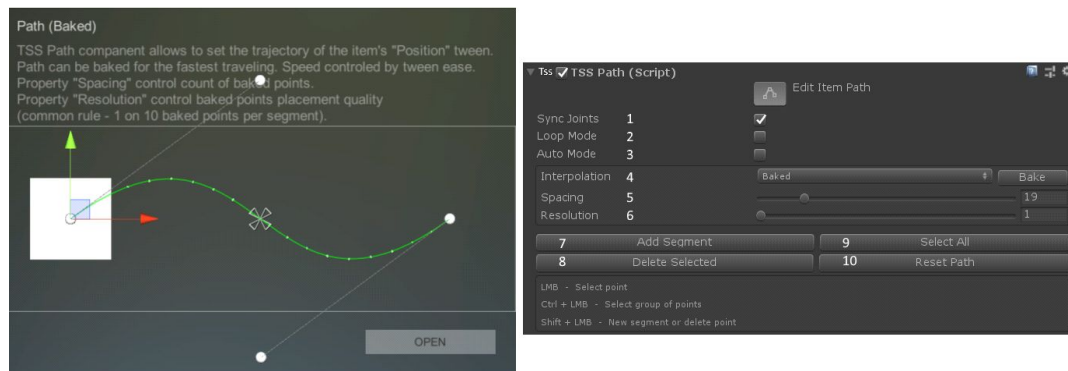 Path (Baked)
TSS Path companent allows to set the trajectory of the item's "Position" tween.
Path can be baked for the fastest traveling. Speed controled by tween ease.
Property "Spacing" control count of baked points.
Property "Resolution" control baked points placement quality
(common rule - 1 on 10 baked points per segment).
OPEN
Tss TSS Path (Script)
Edit Item Path
Sync Joints 1
Loop Mode 2
Auto Mode 3
Interpolation 4 Baked Bake
Spacing 5 19
Resolution 6 1
7 Add Segment 9 Select All
8 Delete Selected 10 Reset Path
LMB - Select point
Ctrl + LMB - Select group of points
Shift + LMB - New segment or delete point